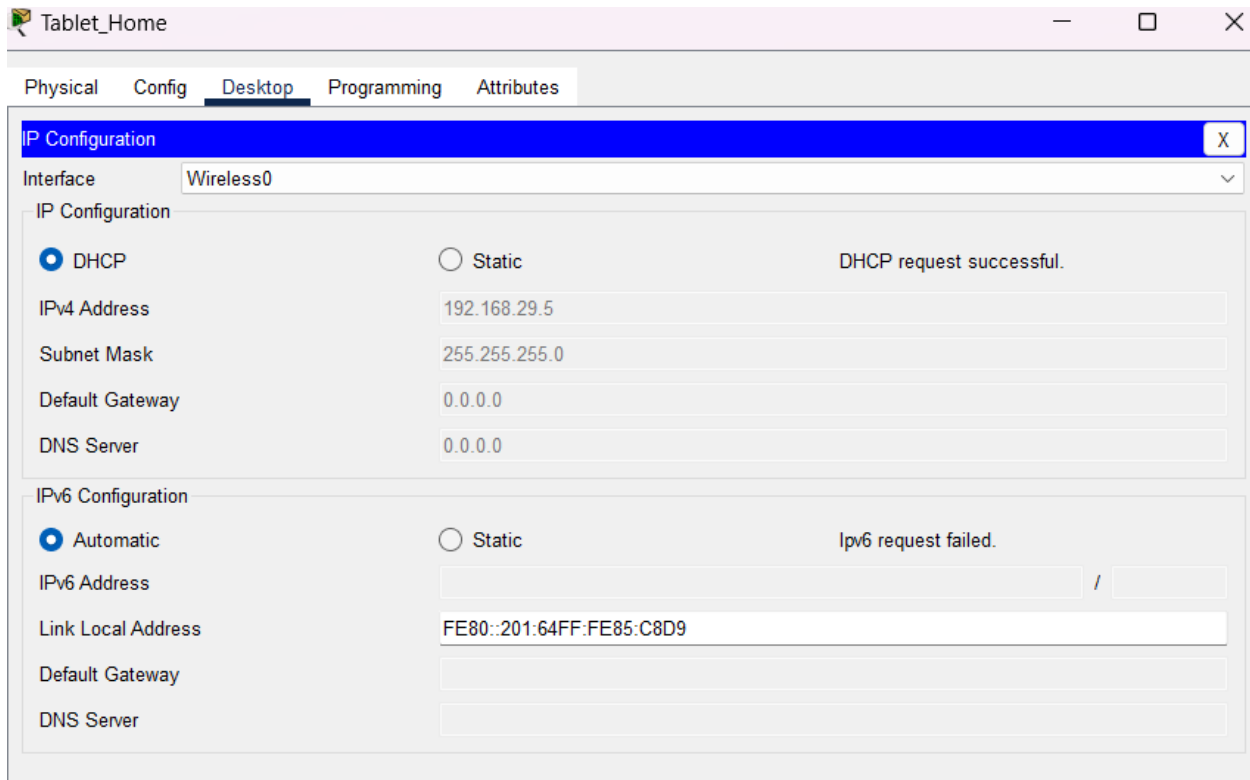 Tablet_Home
Physical Config Desktop Programming Attributes
IP Configuration X
Interface Wireless0
IP Configuration
DHCP Static DHCP request successful.
IPv4 Address 192.168.29.5
Subnet Mask 255.255.255.0
Default Gateway 0.0.0.0
DNS Server 0.0.0.0
IPv6 Configuration
Automatic Static Ipv6 request failed.
IPv6 Address /
Link Local Address FE80::201:64FF:FE85:C8D9
Default Gateway
DNS Server